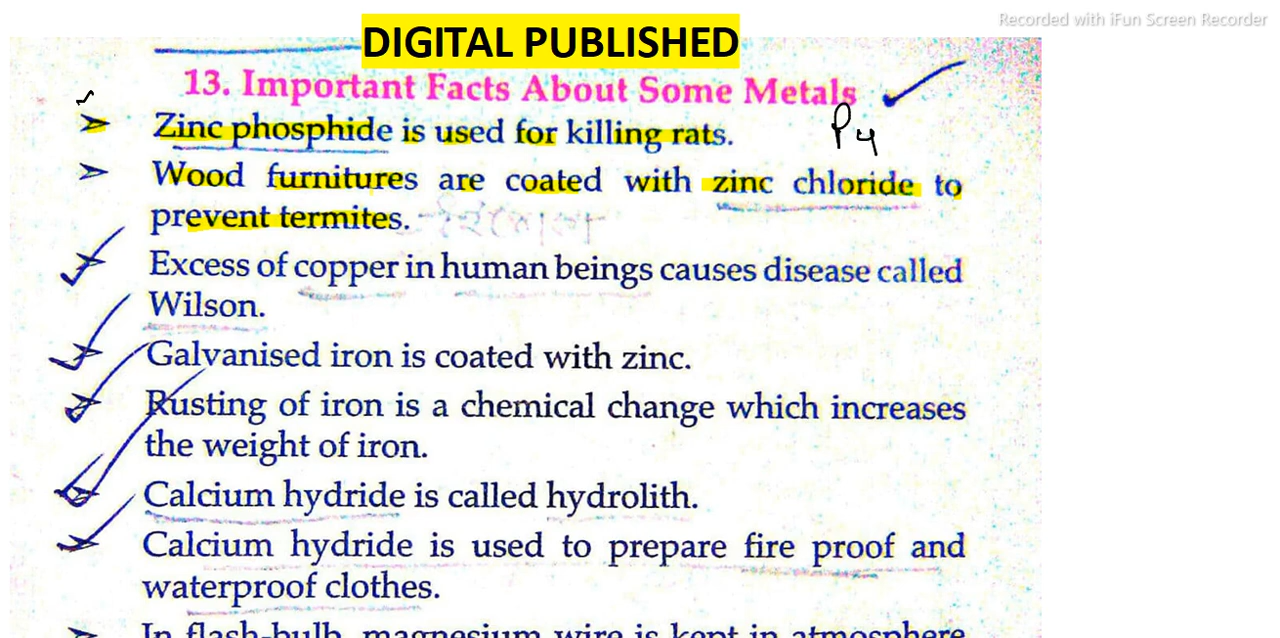 Recorded with iFun Screen Recorder
DIGITAL PUBLISHED
13. Important Facts About Some Metals
Zinc phosphide is used for killing rats.
P4
Wood furnitures are coated with zinc chloride to
prevent termites.
Excess of copper in human beings causes disease called
Wilson.
Galvanised iron is coated with zinc.
Rusting of iron is a chemical change which increases
the weight of iron.
Calcium hydride is called hydrolith.
Calcium hydride is used to prepare fire proof and
waterproof clothes.
In flash-bulb, magnesium wire is kept in atmosphere